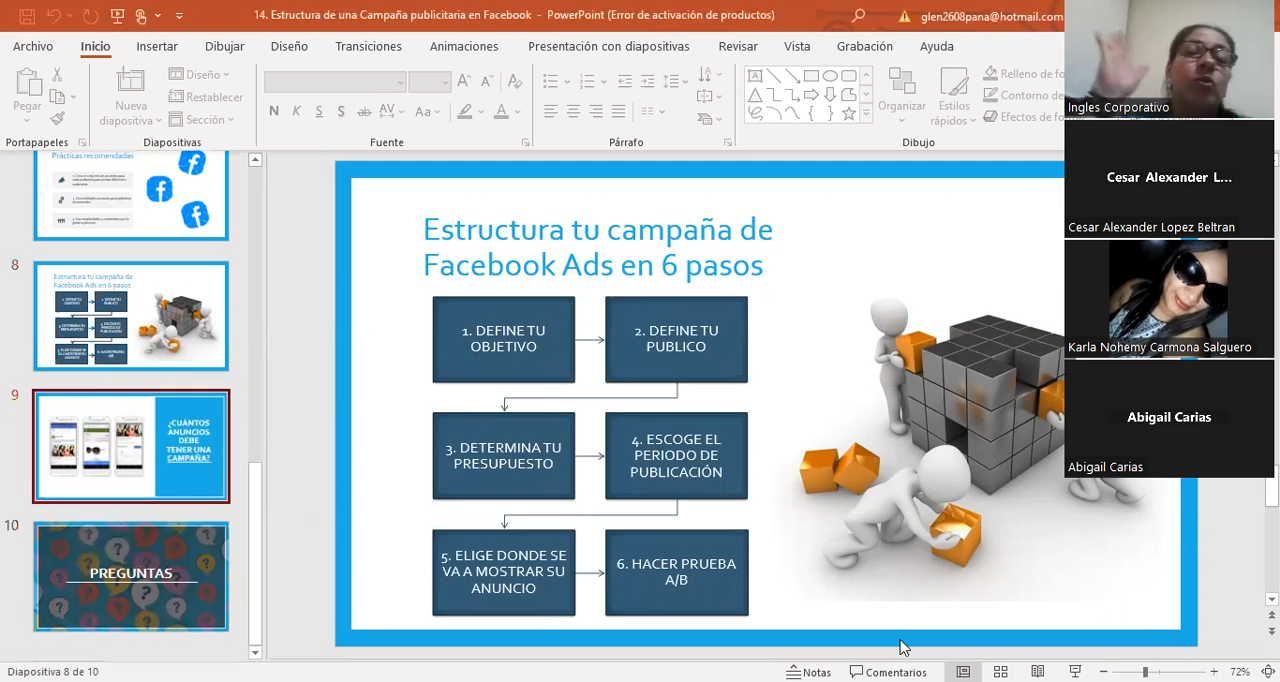 14. Estructura de una Campaña publicitaria en Facebook - PowerPoint (Error de activación de productos)
glen2608pana@hotmail.com
Archivo Inicio Insertar Dibujar Diseño Transiciones Animaciones Presentación con diapositivas Revisar Vista Grabación Ayuda
Pegar
Nueva
diapositiva
Diseño
Restablecer
Sección
N K S S ab AV Aa A
Relleno de fo
Contorno de
Efectos de fo
Organizar
Estilos
rápidos
Portapapeles Diapositivas Fuente Párrafo Dibujo
Ingles Corporativo
Cesar Alexander L...
Cesar Alexander Lopez Beltran
Karla Nohemy Carmona Salguero
Abigail Carias
Abigail Carias
Prácticas recomendadas
8
Estructura tu campaña de
Facebook Ads en 6 pasos
9
¿CUÁNTOS
ANUNCIOS
DEBE
TENER UNA
CAMPAÑA?
10
PREGUNTAS
Estructura tu campaña de
Facebook Ads en 6 pasos
1. DEFINE TU
OBJETIVO
2. DEFINE TU
PUBLICO
3. DETERMINA TU
PRESUPUESTO
4. ESCOGE EL
PERIODO DE
PUBLICACIÓN
5. ELIGE DONDE SE
VA A MOSTRAR SU
ANUNCIO
6. HACER PRUEBA
A/B
Diapositiva 8 de 10
Notas
Comentarios
72%